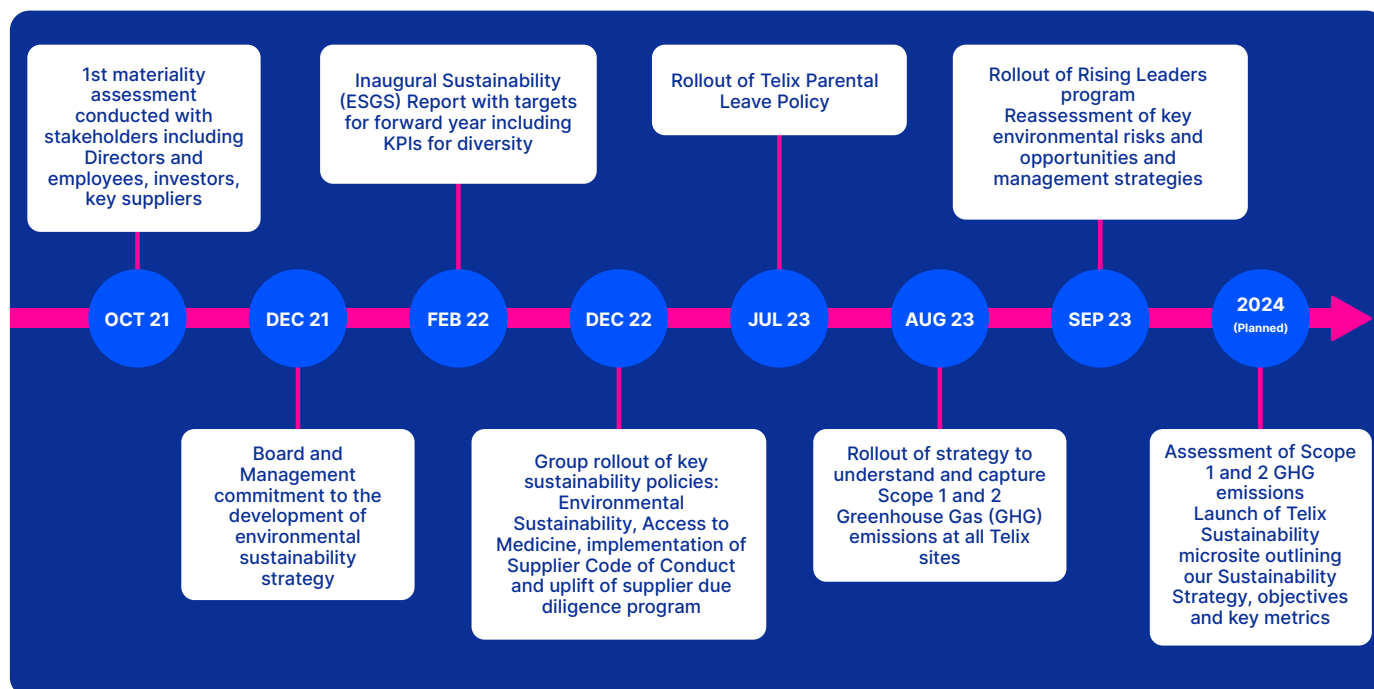 1st materiality
assessment
conducted with
stakeholders including
Directors and
employees, investors,
key suppliers
Inaugural Sustainability
(ESGS) Report with targets
for forward year including
KPIs for diversity
Rollout of Telix Parental
Leave Policy
Rollout of Rising Leaders
program
Reassessment of key
environmental risks and
opportunities and
management strategies
OCT 21
DEC 21
FEB 22
DEC 22
JUL 23
AUG 23
SEP 23
2024
(Planned)
Board and
Management
commitment to the
development of
environmental
sustainability
strategy
Group rollout of key
sustainability policies:
Environmental
Sustainability, Access to
Medicine, implementation of
Supplier Code of Conduct
and uplift of supplier due
diligence program
Rollout of strategy to
understand and capture
Scope 1 and 2
Greenhouse Gas (GHG)
emissions at all Telix
sites
Assessment of Scope
1 and 2 GHG
emissions
Launch of Telix
Sustainability
microsite outlining
our Sustainability
Strategy, objectives
and key metrics